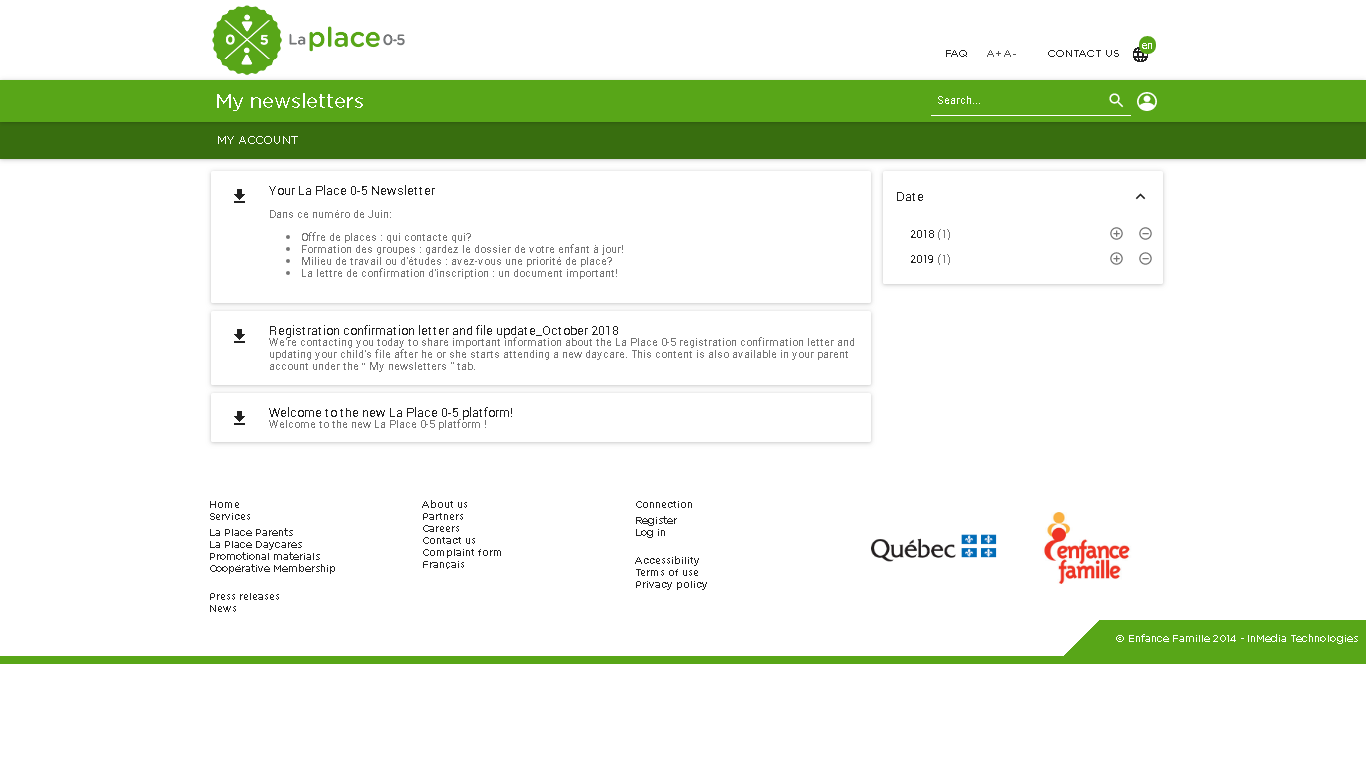 0 5
La place 0-5
FAQ A+ A- CONTACT US en
My newsletters
Search...
MY ACCOUNT
Your La Place 0-5 Newsletter
Dans ce numéro de Juin:
Offre de places : qui contacte qui?
Formation des groupes : gardez le dossier de votre enfant à jour!
Milieu de travail ou d'études : avez-vous une priorité de place?
La lettre de confirmation d'inscription : un document important!
Registration confirmation letter and file update_October 2018
We're contacting you today to share important information about the La Place 0-5 registration confirmation letter and
updating your child's file after he or she starts attending a new daycare. This content is also available in your parent
account under the " My newsletters " tab.
Welcome to the new La Place 0-5 platform!
Welcome to the new La Place 0-5 platform !
Date
2018 (1)
2019 (1)
Home
Services
La Place Parents
La Place Daycares
Promotional materials
Cooperative Membership
Press releases
News
About us
Partners
Careers
Contact us
Complaint form
Français
Connection
Register
Log in
Accessibility
Terms of use
Privacy policy
Québec
enfance
famille
© Enfance Famille 2014 - InMedia Technologies